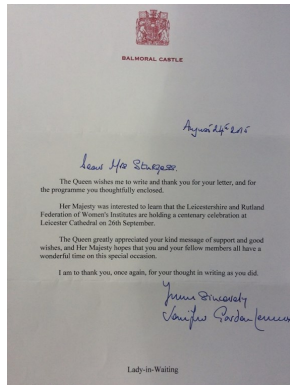 BALMORAL CASTLE
August 24th 2015
Dear Mrs Sturgess.
The Queen wishes me to write and thank you for your letter, and for
the programme you thoughtfully enclosed.
Her Majesty was interested to learn that the Leicestershire and Rutland
Federation of Women's Institutes are holding a centenary celebration at
Leicester Cathedral on 26th September.
The Queen greatly appreciated your kind message of support and good
wishes, and Her Majesty hopes that you and your fellow members all have a
wonderful time on this special occasion.
I am to thank you, once again, for your thought in writing as you did.
Yours sincerely
Jennifer Gordon Lennox
Lady-in-Waiting